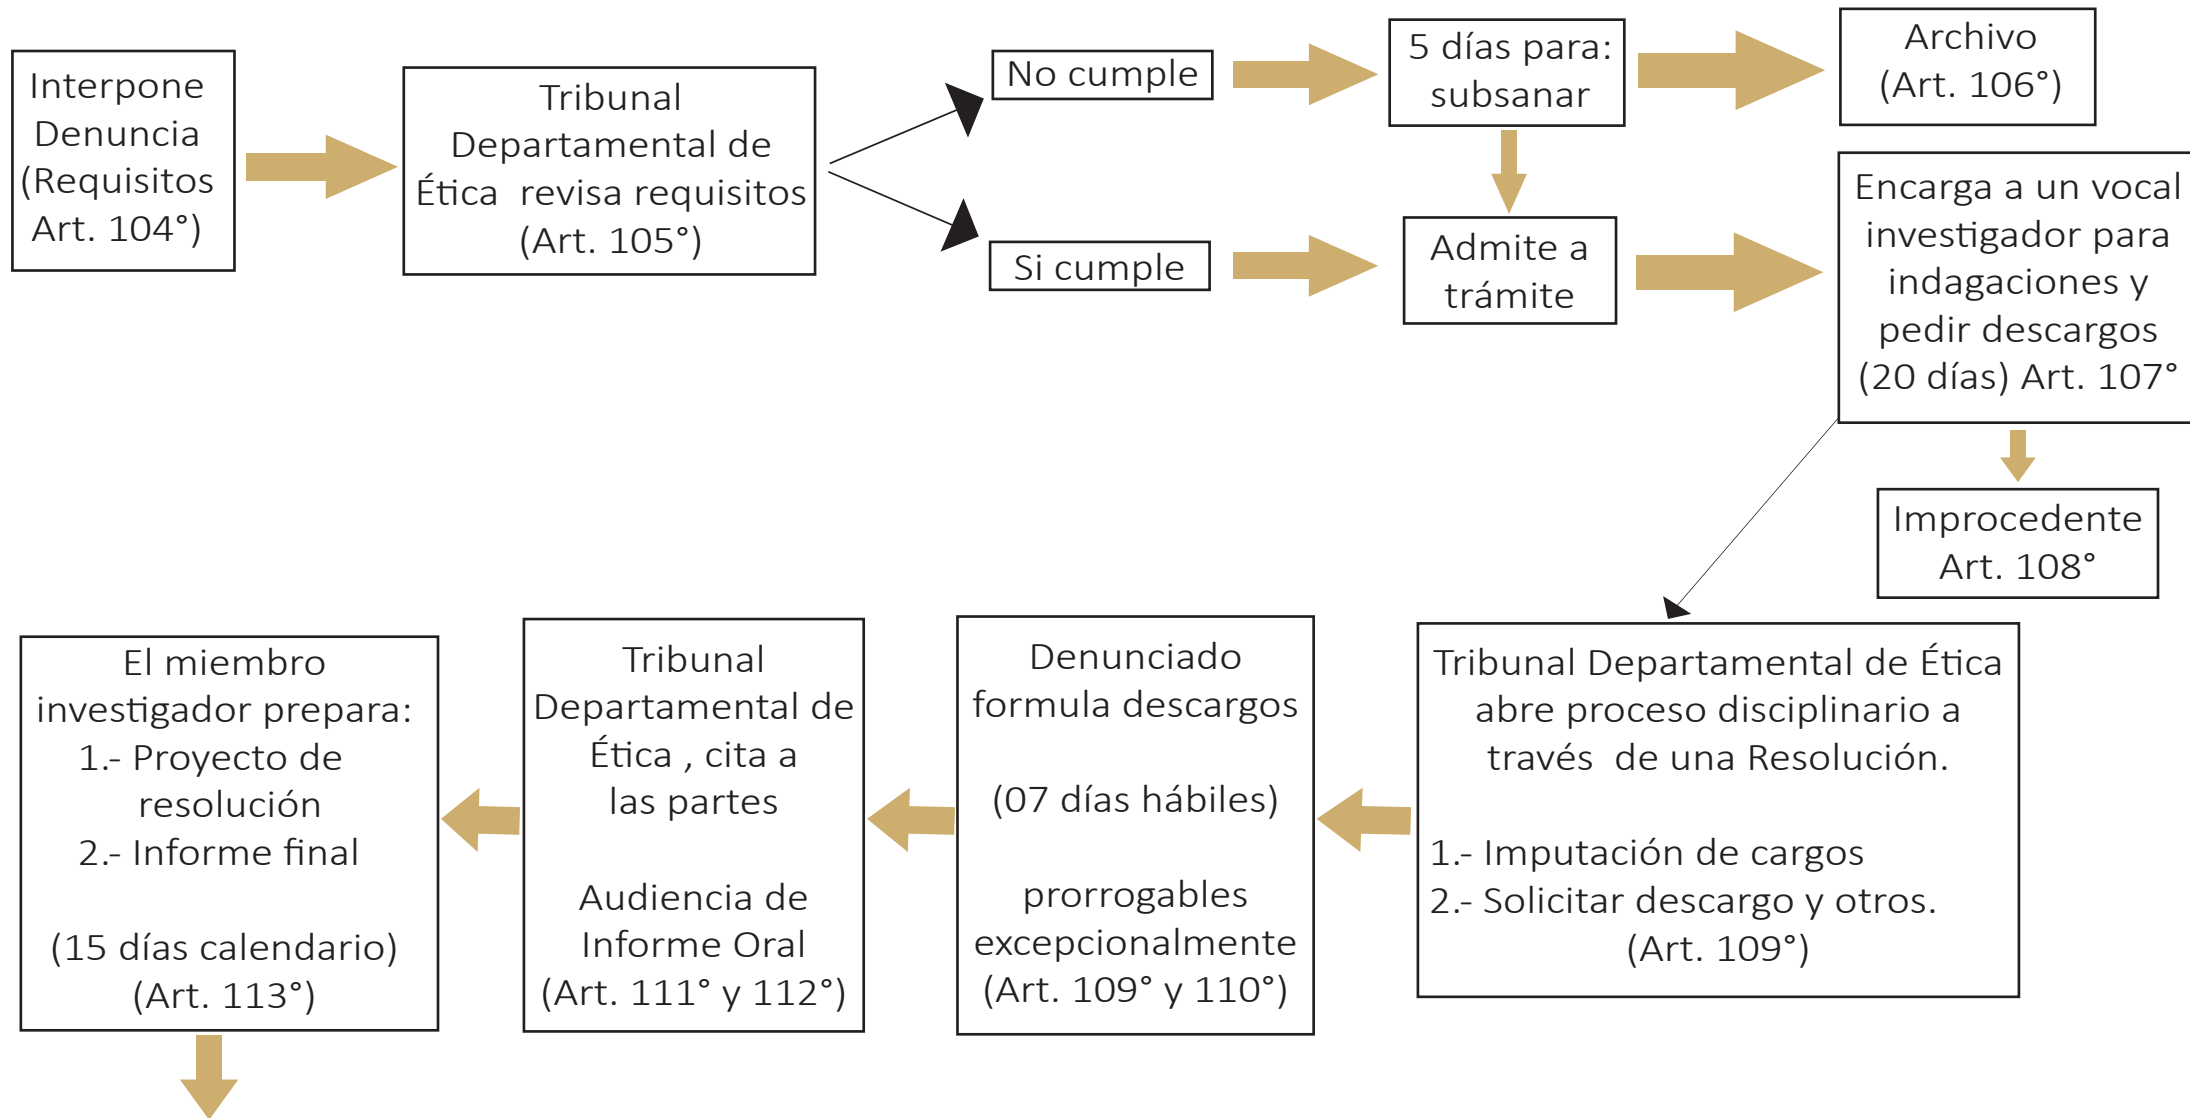 Interpone
Denuncia
(Requisitos
Art. 104°)
Tribunal
Departamental de
Ética  revisa requisitos
(Art. 105°)
No cumple
Si cumple
5 días para:
subsanar
Archivo
(Art. 106°)
Admite a
trámite
Encarga a un vocal
investigador para
indagaciones y
pedir descargos
(20 días) Art. 107°
Improcedente
Art. 108°
Tribunal Departamental de Ética
abre proceso disciplinario a
través  de una Resolución.
1.- Imputación de cargos
2.- Solicitar descargo y otros.
(Art. 109°)
Denunciado
formula descargos
(07 días hábiles)
prorrogables
excepcionalmente
(Art. 109° y 110°)
Tribunal
Departamental de
Ética , cita a
las partes
Audiencia de
Informe Oral
(Art. 111° y 112°)
El miembro
investigador prepara:
1.- Proyecto de
resolución
2.- Informe final
(15 días calendario)
(Art. 113°)